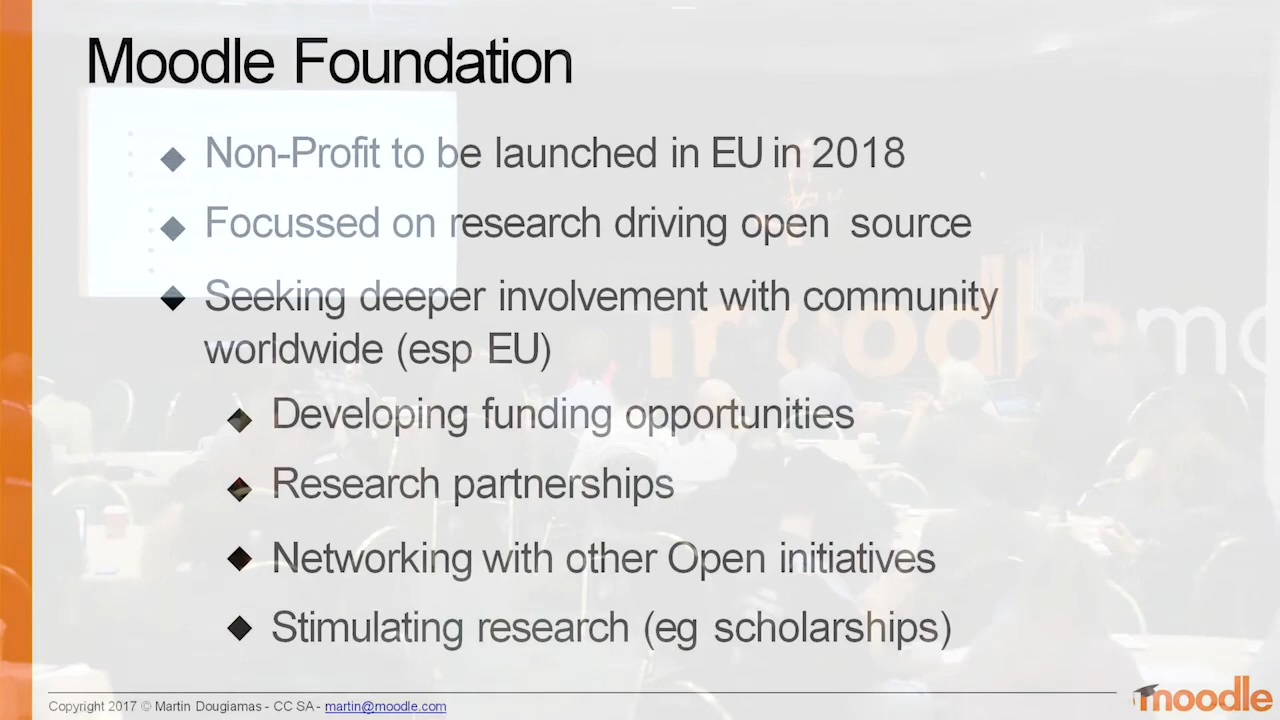 Moodle Foundation
Non-Profit to be launched in EU in 2018
Focussed on research driving open source
Seeking deeper involvement with community
worldwide (esp EU)
moodlemo
Developing funding opportunities
Research partnerships
Networking with other Open initiatives
Stimulating research (eg scholarships)
Copyright 2017 © Martin Dougiamas - CC SA - martin@moodle.com
moodle